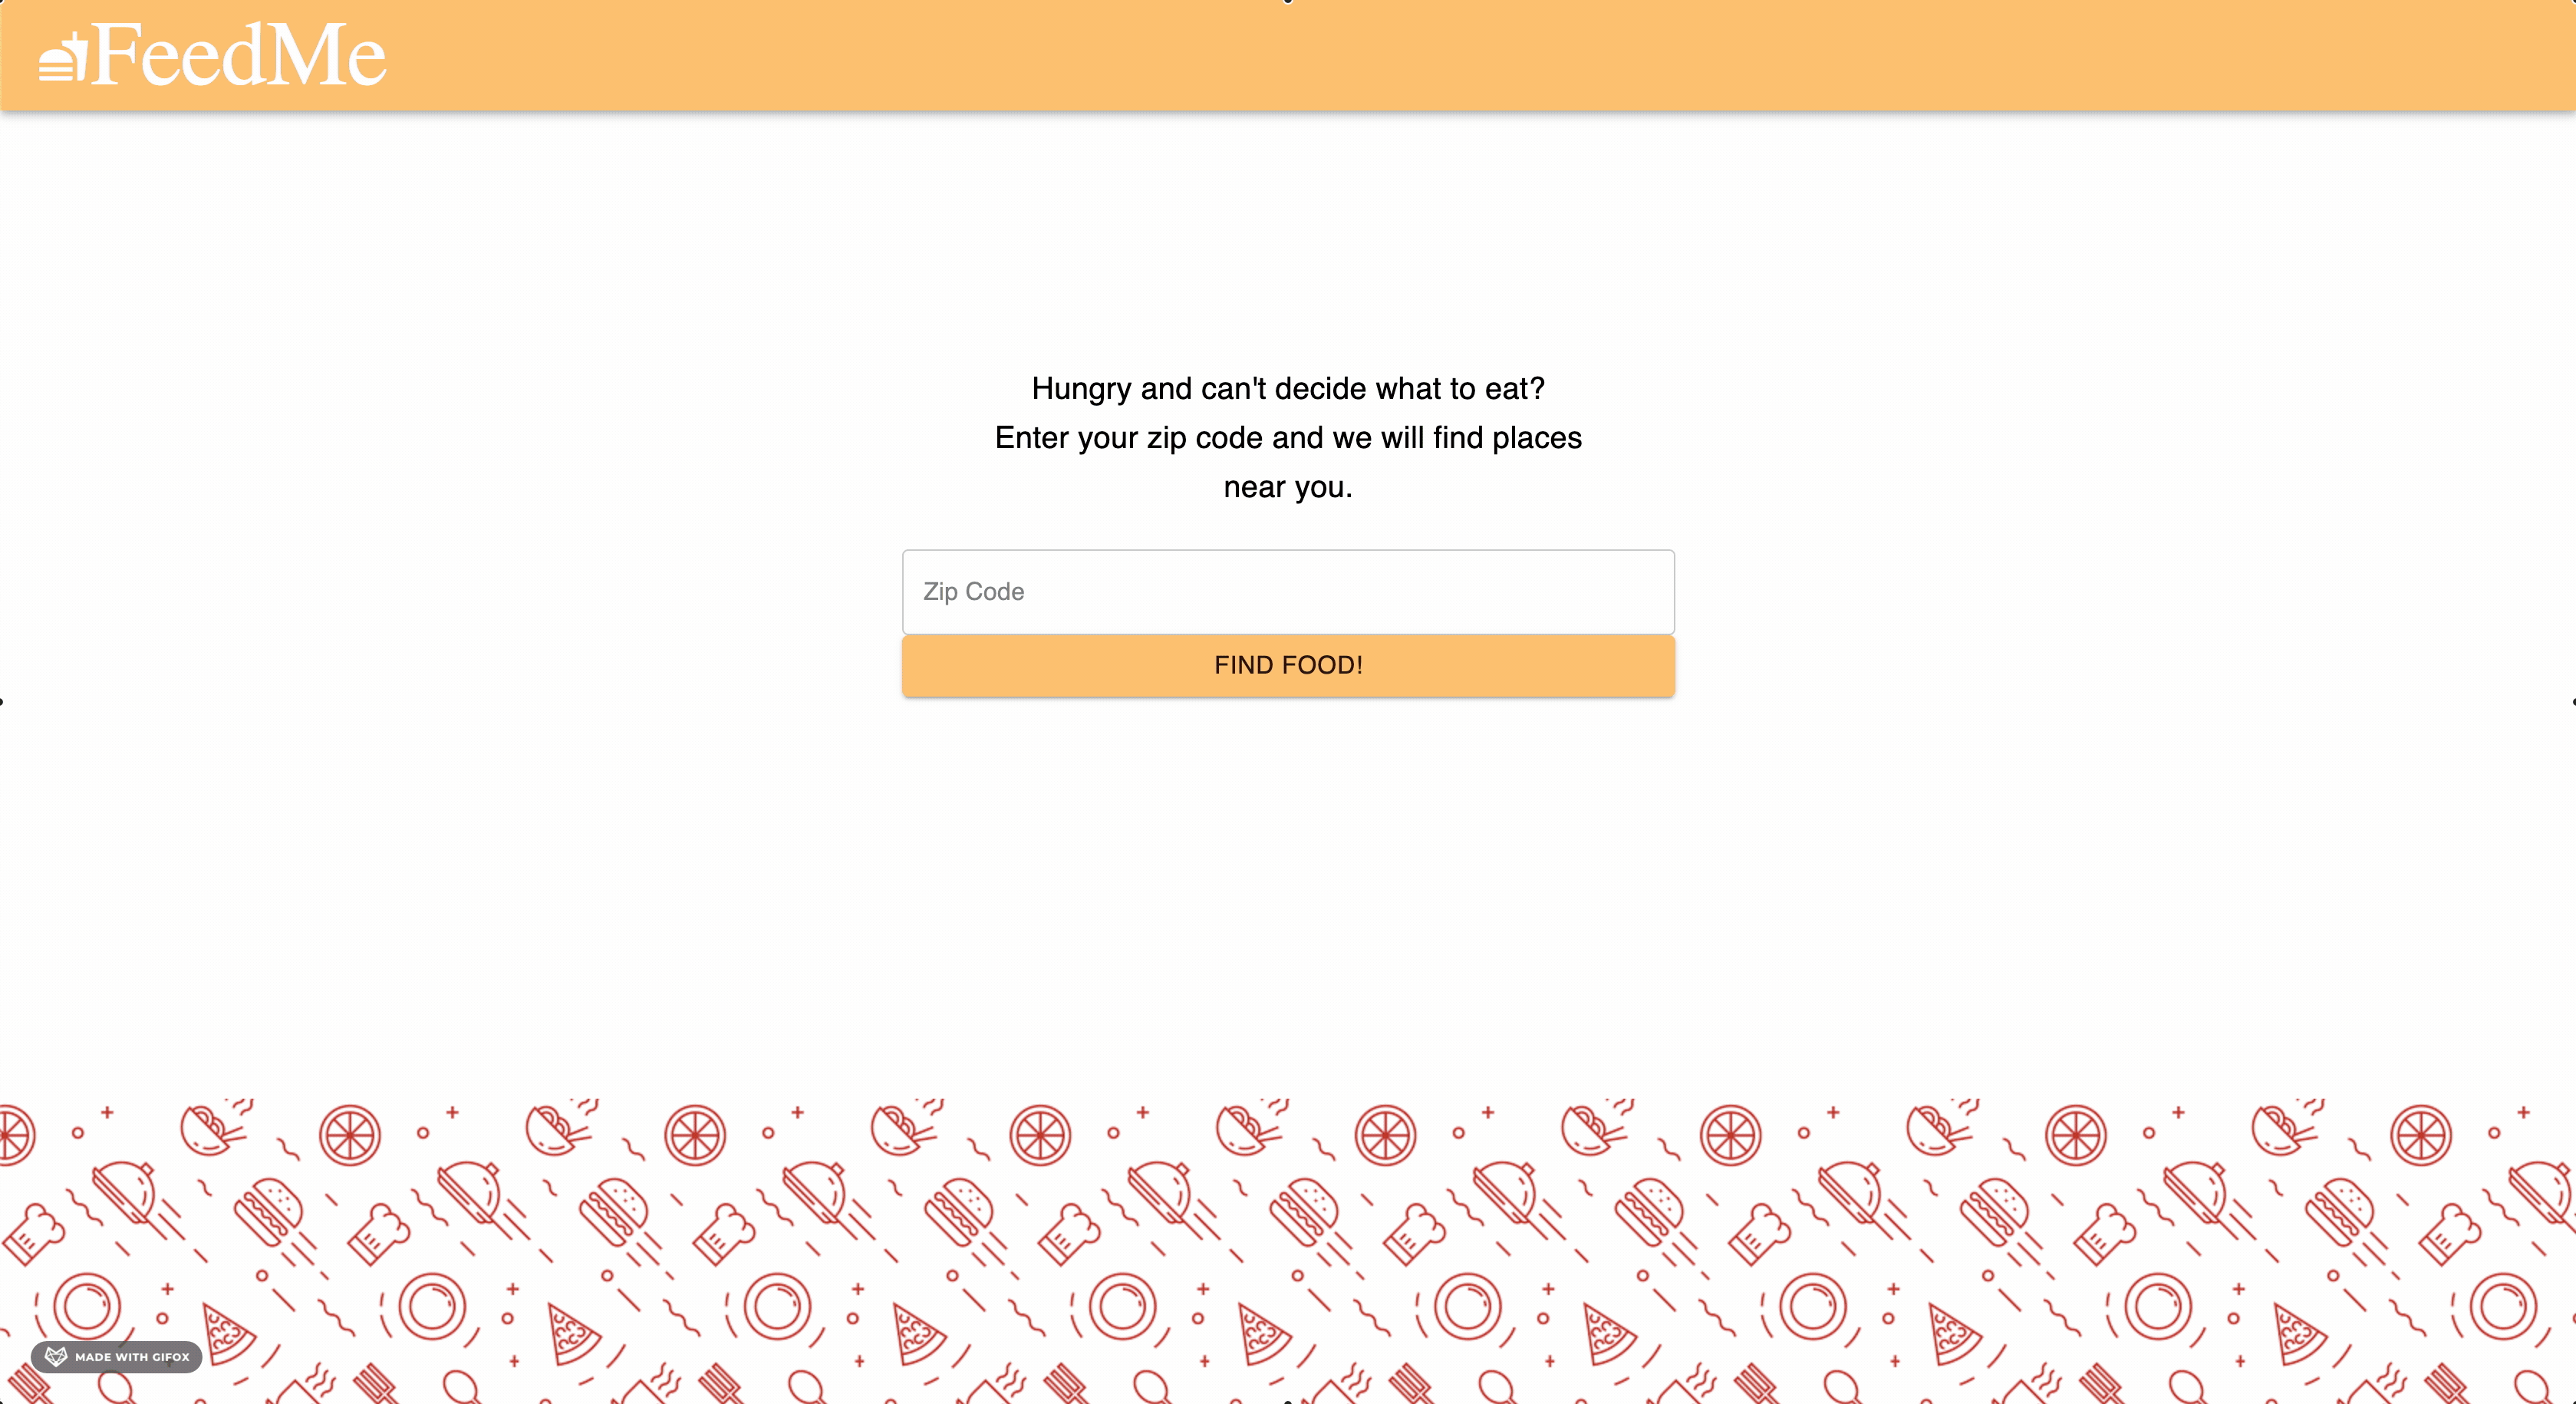 FeedMe
Hungry and can't decide what to eat?
Enter your zip code and we will find places
near you.
Zip Code
FIND FOOD!
MADE WITH GIFOX